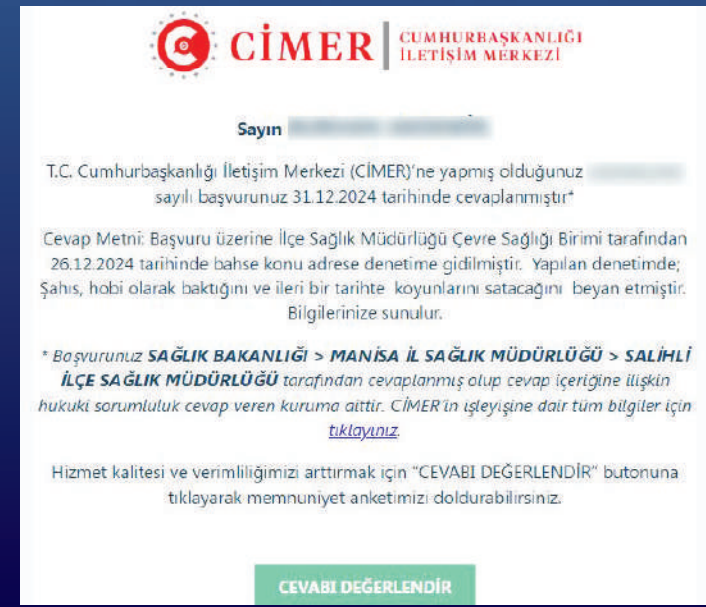 CİMER CUMHURBAŞKANLIĞI
İLETİŞİM MERKEZİ
Sayın
T.C. Cumhurbaşkanlığı İletişim Merkezi (CİMER)'ne yapmış olduğunuz
sayılı başvurunuz 31.12.2024 tarihinde cevaplanmıştır*
Cevap Metni: Başvuru üzerine İlçe Sağlık Müdürlüğü Çevre Sağlığı Birimi tarafından
26.12.2024 tarihinde bahse konu adrese denetime gidilmiştir. Yapılan denetimde;
Şahıs, hobi olarak baktığını ve ileri bir tarihte koyunlarını satacağını beyan etmiştir.
Bilgilerinize sunulur.
* Başvurunuz SAĞLIK BAKANLIĞI > MANİSA İL SAĞLIK MÜDÜRLÜĞÜ > SALİHLİ
İLÇE SAĞLIK MÜDÜRLÜĞÜ tarafından cevaplanmış olup cevap içeriğine ilişkin
hukuki sorumluluk cevap veren kuruma aittir. CİMER'in işleyişine dair tüm bilgiler için
tıklayınız.
Hizmet kalitesi ve verimliliğimizi arttırmak için "CEVABI DEĞERLENDİR" butonuna
tıklayarak memnuniyet anketimizi doldurabilirsiniz.
CEVABI DEĞERLENDİR